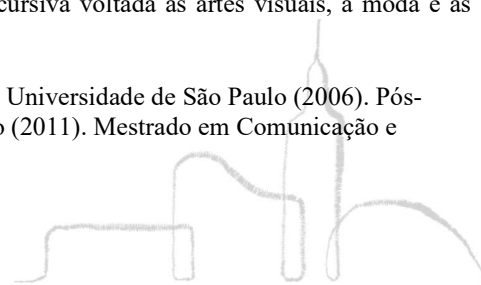 cursiva voltada às artes visuais, à moda e às
Universidade de São Paulo (2006). Pós-
o (2011). Mestrado em Comunicação e